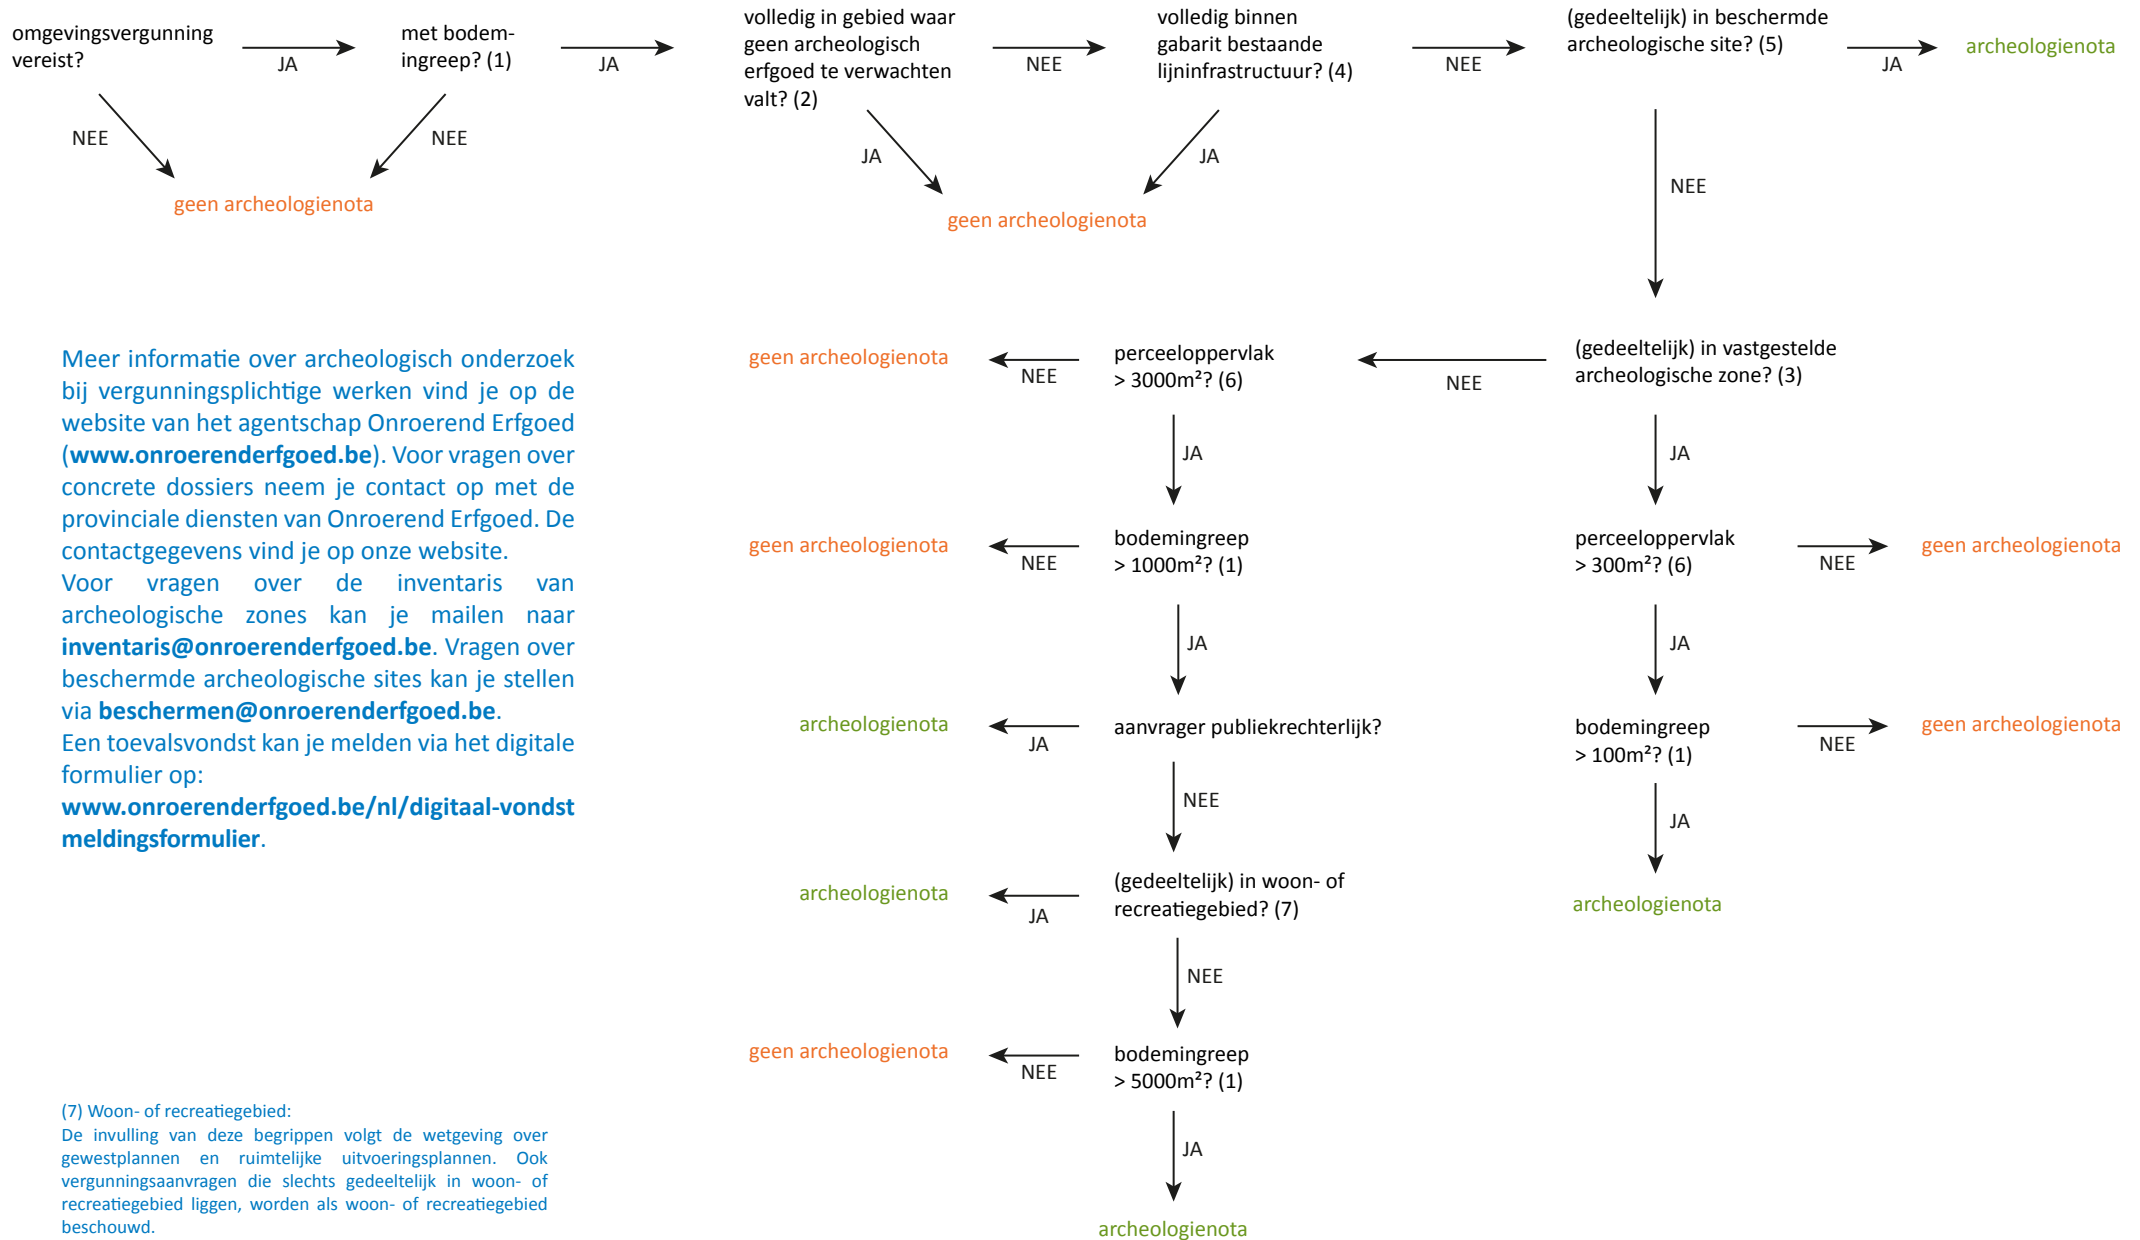 omgevingsvergunning
vereist?
JA
NEE
met bodem-
ingreep? (1)
JA
NEE
geen archeologienota
volledig in gebied waar
geen archeologisch
erfgoed te verwachten
valt? (2)
NEE
JA
volledig binnen
gabarit bestaande
lijninfrastructuur? (4)
NEE
JA
geen archeologienota
(gedeeltelijk) in beschermde
archeologische site? (5)
JA
archeologienota
NEE
(gedeeltelijk) in vastgestelde
archeologische zone? (3)
NEE
JA
perceeloppervlak
> 3000m²? (6)
NEE
geen archeologienota
JA
bodemingreep
> 1000m²? (1)
NEE
geen archeologienota
JA
aanvrager publiekrechterlijk?
JA
archeologienota
NEE
(gedeeltelijk) in woon- of
recreatiegebied? (7)
JA
archeologienota
NEE
bodemingreep
> 5000m²? (1)
NEE
geen archeologienota
JA
archeologienota
perceeloppervlak
> 300m²? (6)
NEE
geen archeologienota
JA
bodemingreep
> 100m²? (1)
NEE
geen archeologienota
JA
archeologienota
Meer informatie over archeologisch onderzoek
bij vergunningsplichtige werken vind je op de
website van het agentschap Onroerend Erfgoed
(www.onroerenderfgoed.be). Voor vragen over
concrete dossiers neem je contact op met de
provinciale diensten van Onroerend Erfgoed. De
contactgegevens vind je op onze website.
Voor vragen over de inventaris van
archeologische zones kan je mailen naar
inventaris@onroerenderfgoed.be. Vragen over
beschermde archeologische sites kan je stellen
via beschermen@onroerenderfgoed.be.
Een toevalsvondst kan je melden via het digitale
formulier op:
www.onroerenderfgoed.be/nl/digitaal-vondst
meldingsformulier.
(7) Woon- of recreatiegebied:
De invulling van deze begrippen volgt de wetgeving over
gewestplannen en ruimtelijke uitvoeringsplannen. Ook
vergunningsaanvragen die slechts gedeeltelijk in woon- of
recreatiegebied liggen, worden als woon- of recreatiegebied
beschouwd.